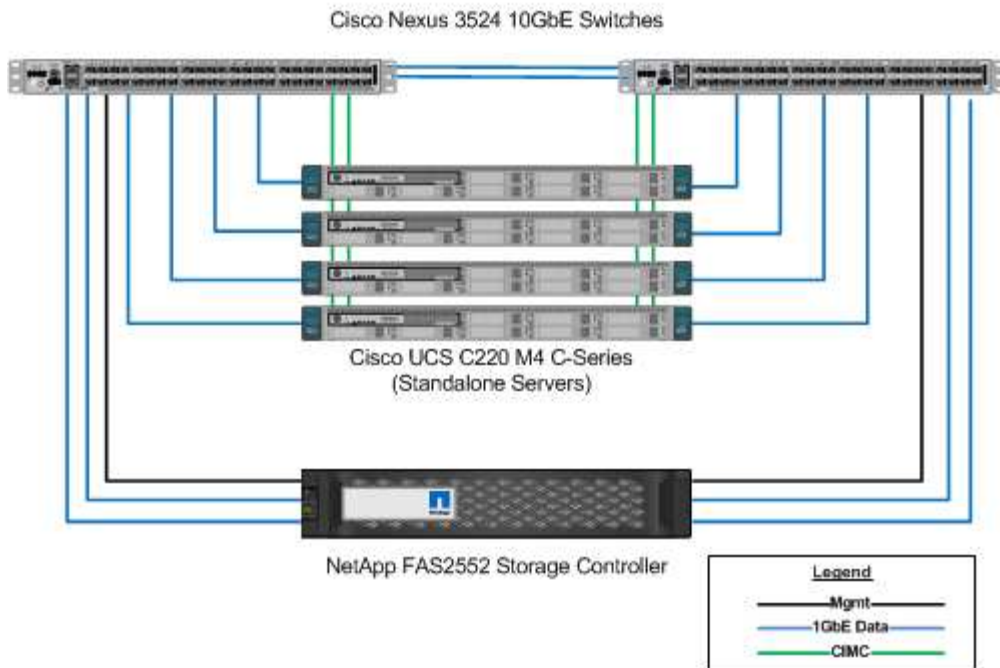 Cisco Nexus 3524 10GbE Switches
Cisco UCS C220 M4 C-Series
(Standalone Servers)
NetApp FAS2552 Storage Controller
Legend
Mgmt
1GbE Data
CIMC